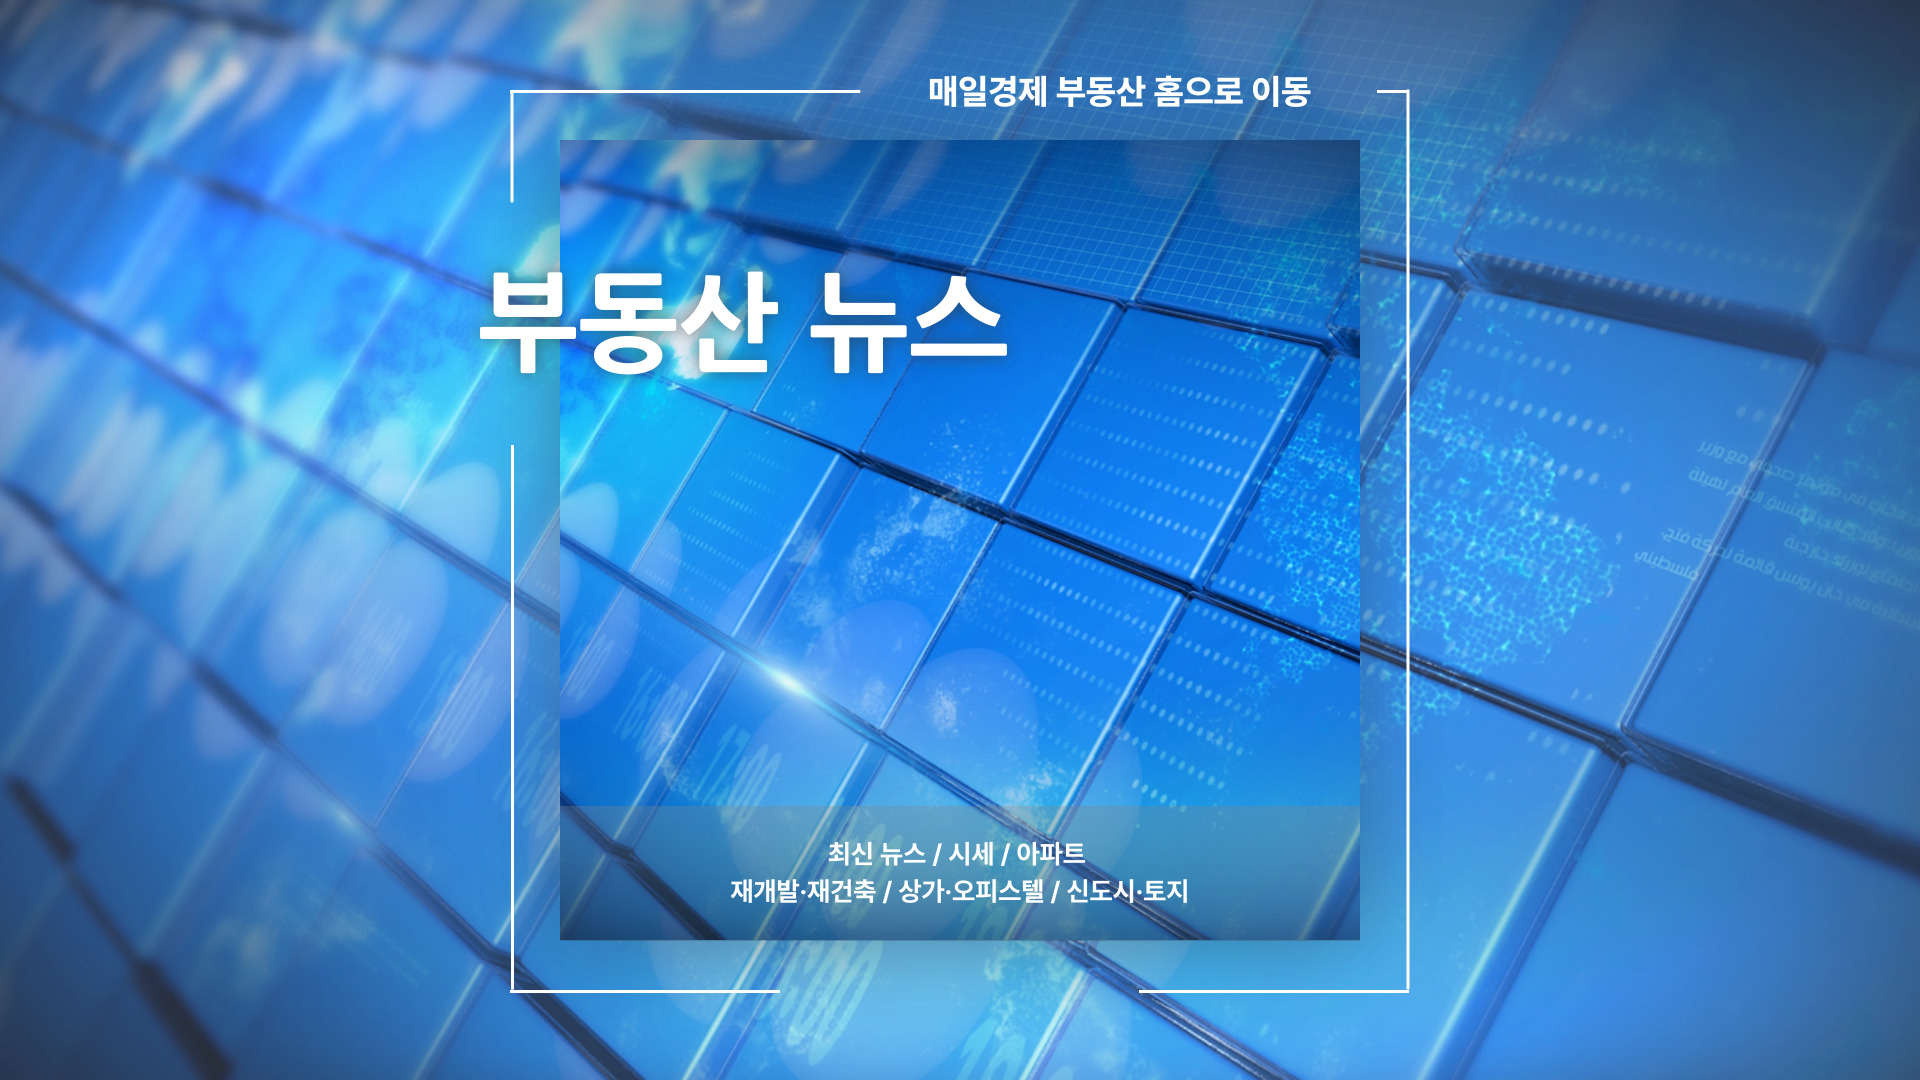 매일경제 부동산 홈으로 이동
부동산 뉴스
최신 뉴스 / 시세 / 아파트
재개발·재건축 / 상가·오피스텔 / 신도시·토지